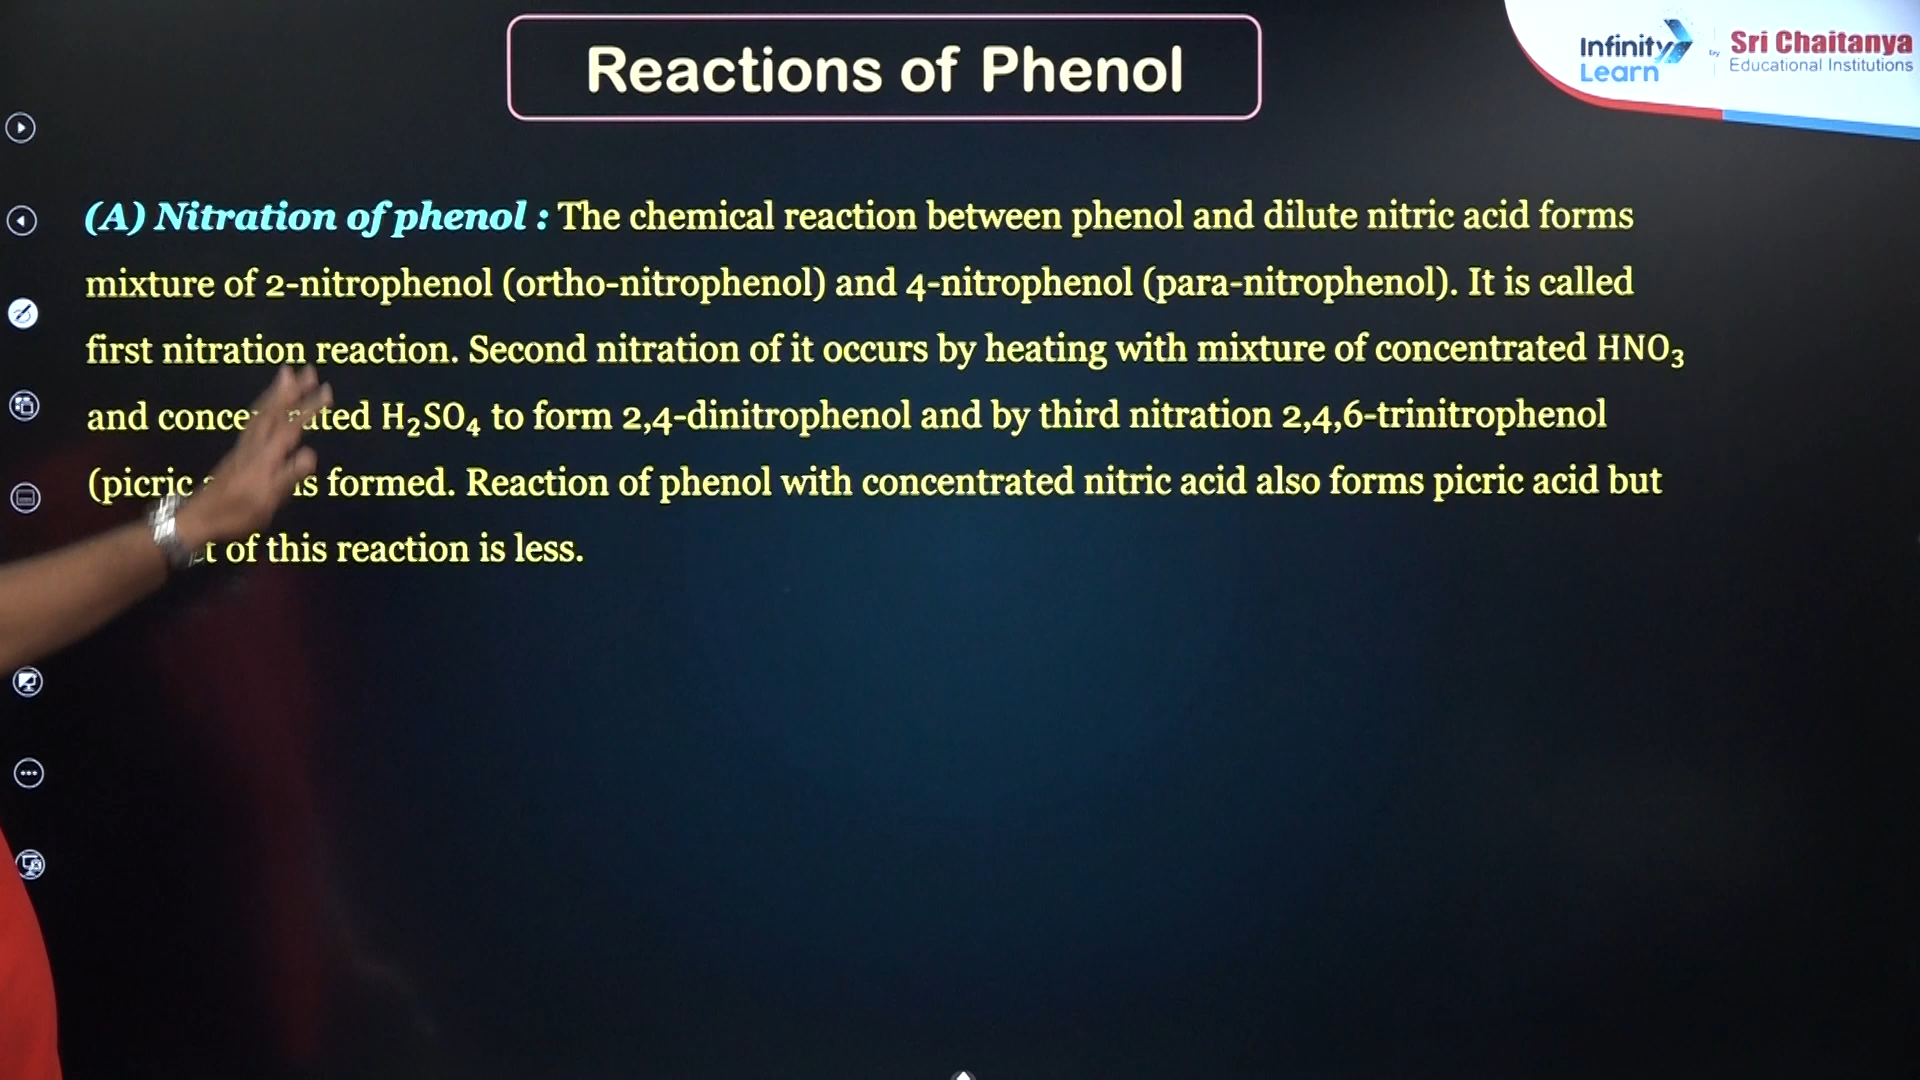 Reactions of Phenol
Infinity Learn by Sri Chaitanya Educational Institutions
(A) Nitration of phenol : The chemical reaction between phenol and dilute nitric acid forms
mixture of 2-nitrophenol (ortho-nitrophenol) and 4-nitrophenol (para-nitrophenol). It is called
first nitration reaction. Second nitration of it occurs by heating with mixture of concentrated HNO₃
and concentrated H₂SO₄ to form 2,4-dinitrophenol and by third nitration 2,4,6-trinitrophenol
(picric is formed. Reaction of phenol with concentrated nitric acid also forms picric acid but
of this reaction is less.